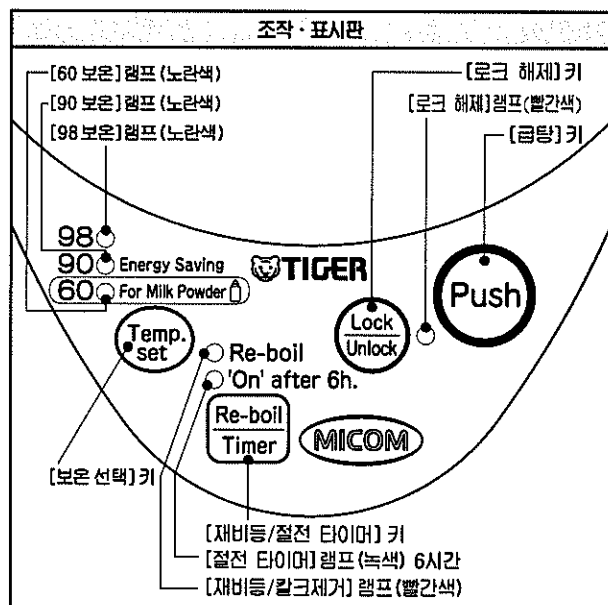 조작·표시판
[60 보온]램프(노란색)
[90 보온]램프(노란색)
[98 보온]램프(노란색)
[로크 해제]키
[로크 해제]램프(빨간색)
[급탕] 키
98
90 Energy Saving
60 For Milk Powder
TIGER
Push
Lock
Unlock
Temp.
set
Re-boil
'On' after 6h.
Re-boil
Timer
MICOM
[보온 선택]키
[재비등/절전 타이머] 키
[절전 타이머]램프(녹색) 6시간
[재비등/칼크제거] 램프(빨간색)